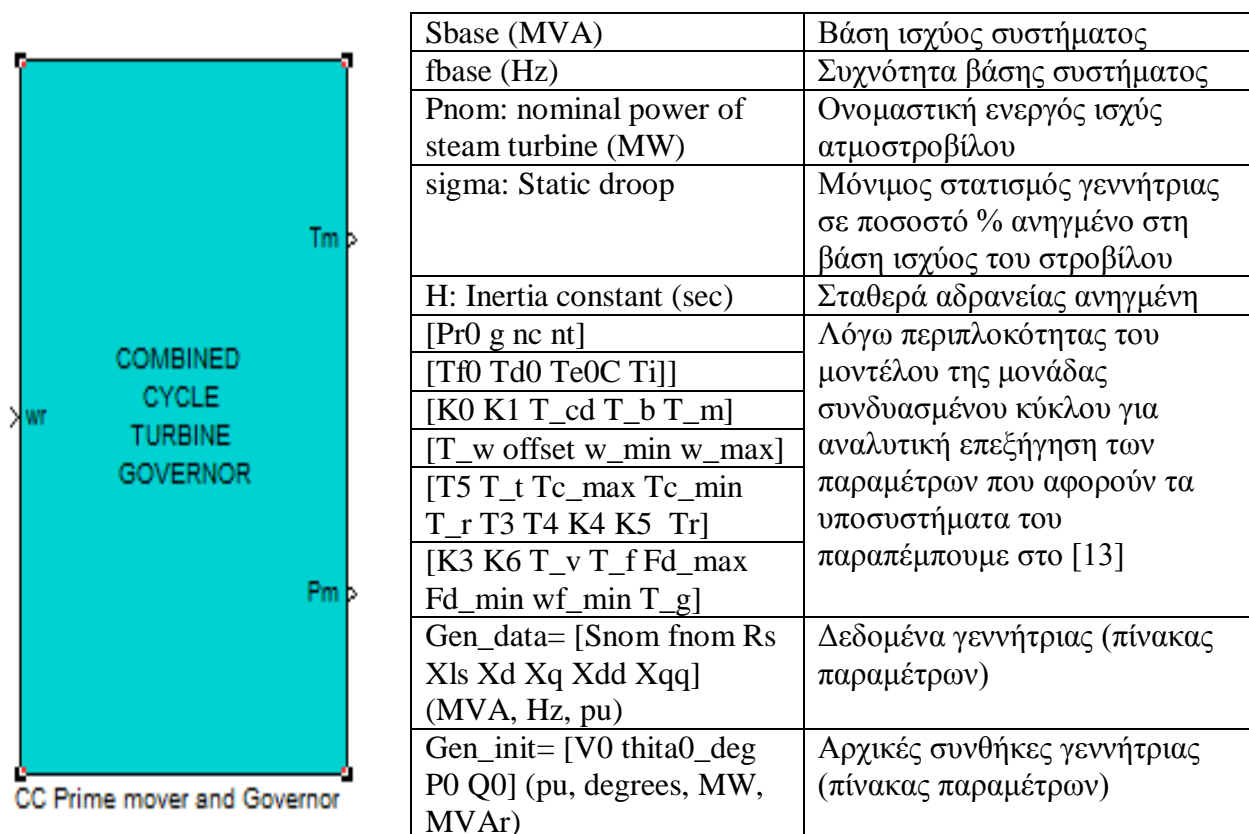 wr
COMBINED
CYCLE
TURBINE
GOVERNOR
Tm
Pm
CC Prime mover and Governor
Sbase (MVA)
Βάση ισχύος συστήματος
fbase (Hz)
Συχνότητα βάσης συστήματος
Pnom: nominal power of
steam turbine (MW)
Ονομαστική ενεργός ισχύς
ατμοστροβίλου
sigma: Static droop
Μόνιμος στατισμός γεννήτριας
σε ποσοστό % ανηγμένο στη
βάση ισχύος του στροβίλου
H: Inertia constant (sec)
Σταθερά αδρανείας ανηγμένη
[Pr0 g nc nt]
[Tf0 Td0 Te0C Ti]]
[K0 K1 T_cd T_b T_m]
[T_w offset w_min w_max]
[T5 T_t Tc_max Tc_min
T_r T3 T4 K4 K5  Tr]
[K3 K6 T_v T_f Fd_max
Fd_min wf_min T_g]
Λόγω περιπλοκότητας του
μοντέλου της μονάδας
συνδυασμένου κύκλου για
αναλυτική επεξήγηση των
παραμέτρων που αφορούν τα
υποσυστήματα του
παραπέμπουμε στο [13]
Gen_data= [Snom fnom Rs
Xls Xd Xq Xdd Xqq]
(MVA, Hz, pu)
Δεδομένα γεννήτριας (πίνακας
παραμέτρων)
Gen_init= [V0 thita0_deg
P0 Q0] (pu, degrees, MW,
MVAr)
Αρχικές συνθήκες γεννήτριας
(πίνακας παραμέτρων)